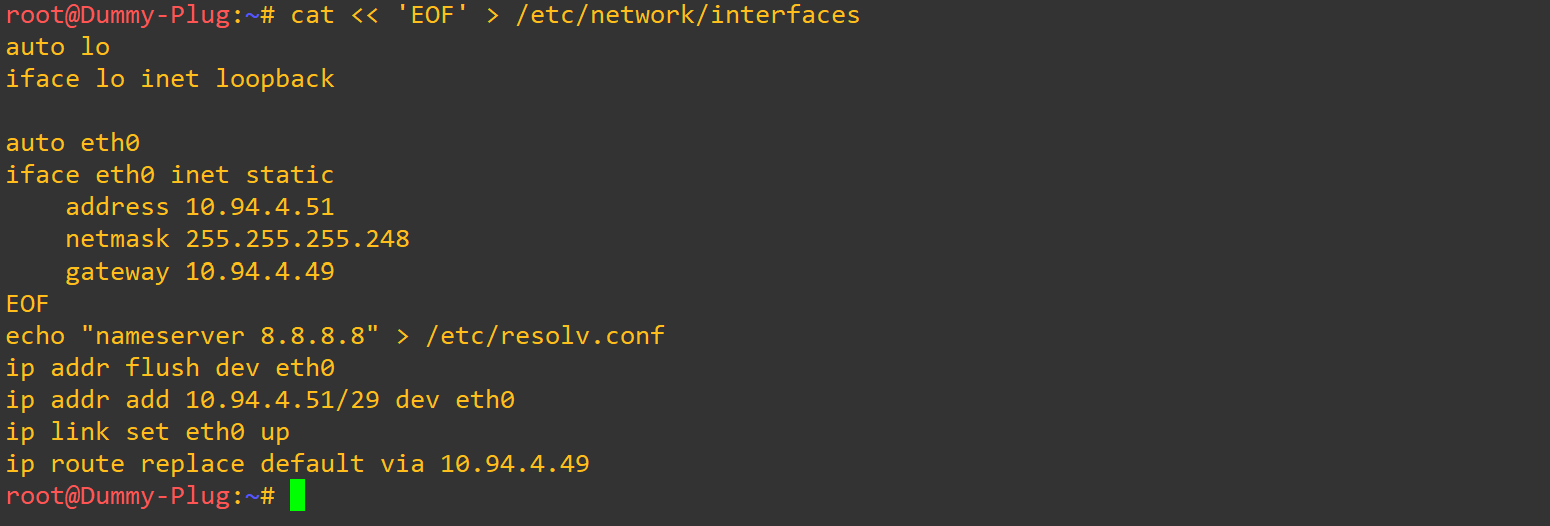 root@Dummy-Plug:~# cat << 'EOF' > /etc/network/interfaces
auto lo
iface lo inet loopback

auto eth0
iface eth0 inet static
    address 10.94.4.51
    netmask 255.255.255.248
    gateway 10.94.4.49
EOF
echo "nameserver 8.8.8.8" > /etc/resolv.conf
ip addr flush dev eth0
ip addr add 10.94.4.51/29 dev eth0
ip link set eth0 up
ip route replace default via 10.94.4.49
root@Dummy-Plug:~#